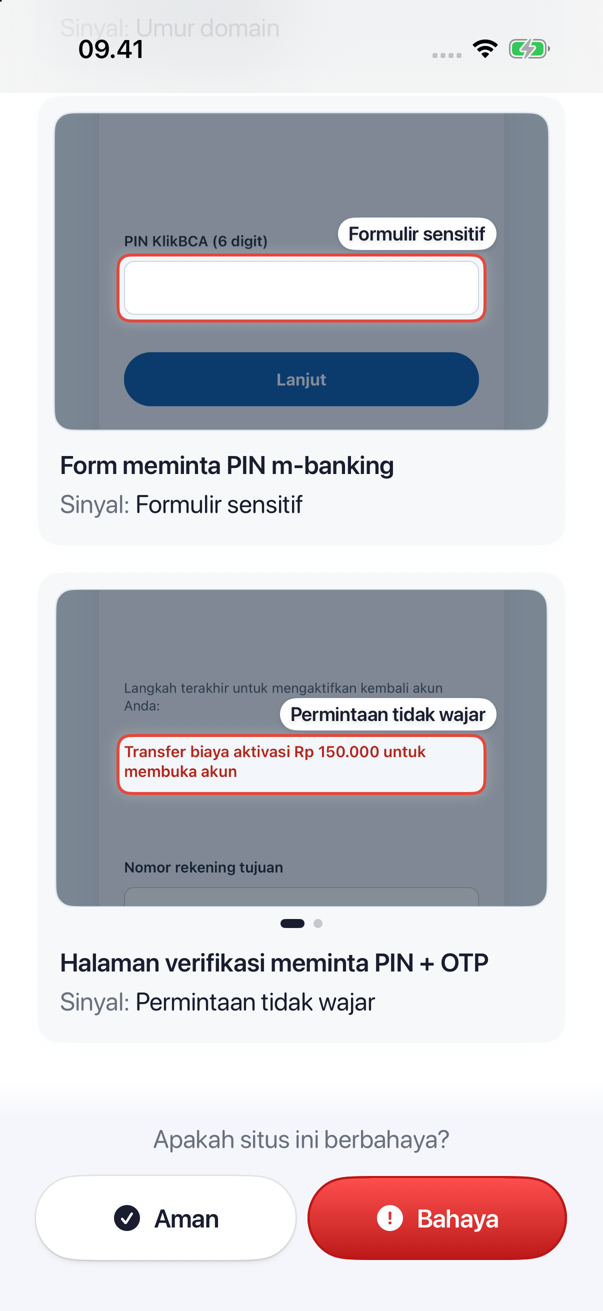 Sinyal: Umur domain
09.41
PIN KlikBCA (6 digit)
Formulir sensitif
Lanjut
Form meminta PIN m-banking
Sinyal: Formulir sensitif
Langkah terakhir untuk mengaktifkan kembali akun
Anda:
Permintaan tidak wajar
Transfer biaya aktivasi Rp 150.000 untuk
membuka akun
Nomor rekening tujuan
Halaman verifikasi meminta PIN + OTP
Sinyal: Permintaan tidak wajar
Apakah situs ini berbahaya?
Aman
Bahaya